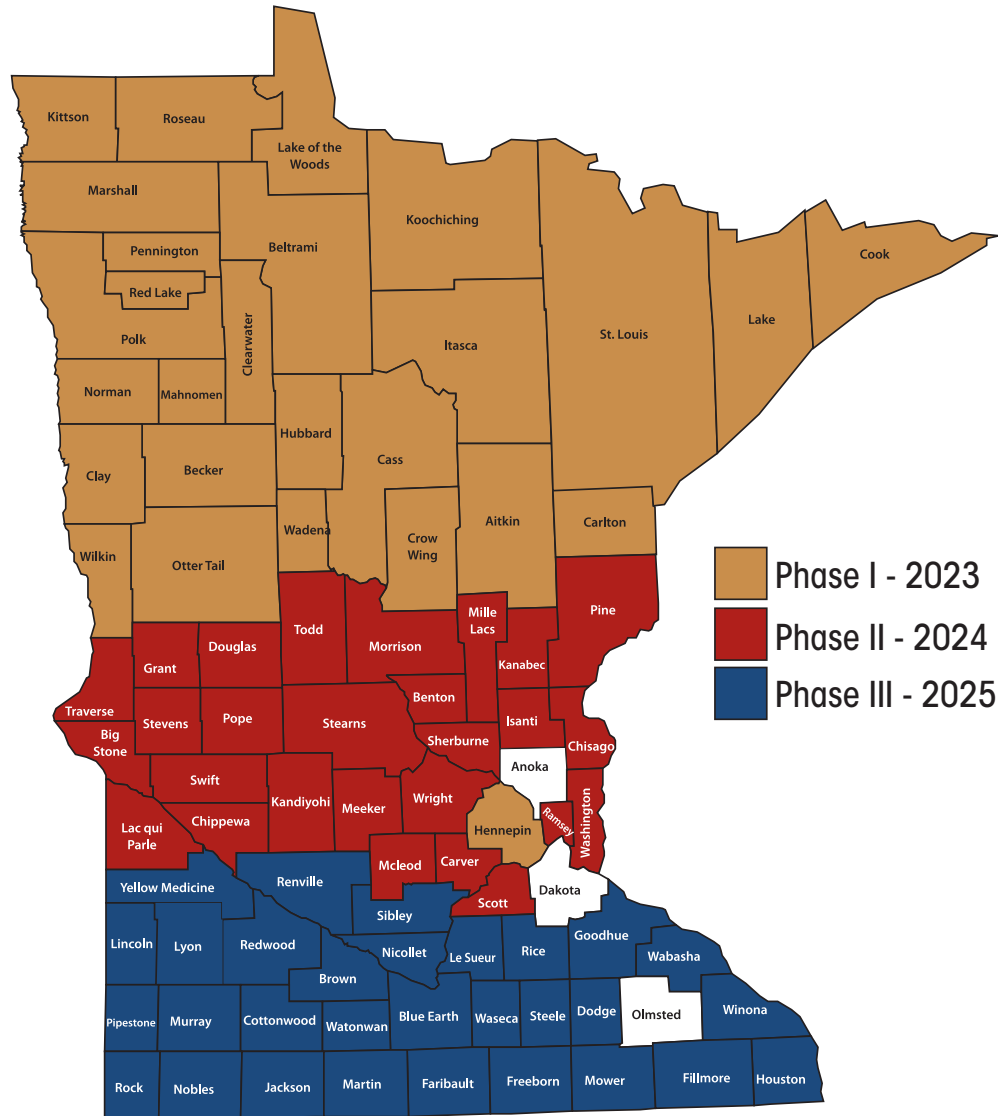 Kittson
Roseau
Lake of the
Woods
Marshall
Koochiching
Beltrami
Pennington
Cook
Red Lake
Lake
St. Louis
Polk
Clearwater
Itasca
Norman
Mahnomen
Hubbard
Cass
Becker
Clay
Aitkin
Carlton
Wadena
Crow
Wing
Wilkin
Otter Tail
Phase I - 2023
Mille
Lacs
Pine
Todd
Phase II - 2024
Douglas
Morrison
Grant
Kanabec
Phase III - 2025
Benton
Traverse
Stevens
Pope
Stearns
Isanti
Big
Stone
Sherburne
Chisago
Anoka
Swift
Wright
Kandiyohi
Meeker
Chippewa
Ramsey
Washington
Lac qui
Parle
Hennepin
Mcleod
Carver
Renville
Yellow Medicine
Dakota
Scott
Sibley
Goodhue
Lincoln
Lyon
Redwood
Nicollet
Le Sueur
Rice
Wabasha
Brown
Pipestone
Murray
Cottonwood
Watonwan
Blue Earth
Waseca
Steele
Dodge
Olmsted
Winona
Rock
Nobles
Jackson
Martin
Faribault
Freeborn
Mower
Fillmore
Houston